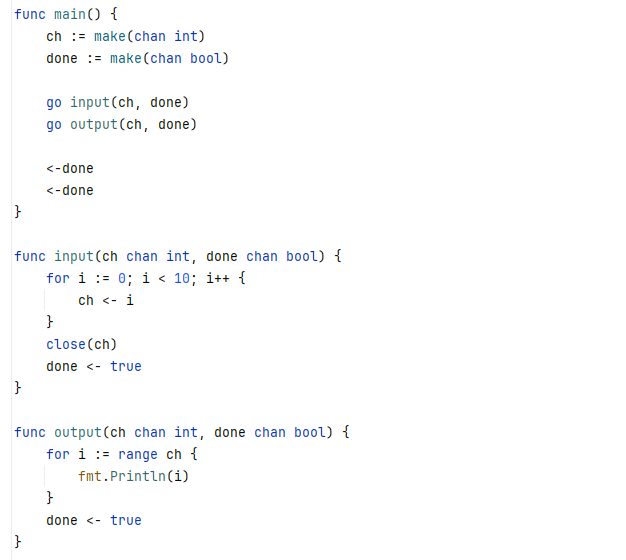 func main() {
    ch := make(chan int)
    done := make(chan bool)

    go input(ch, done)
    go output(ch, done)

    <-done
    <-done
}

func input(ch chan int, done chan bool) {
    for i := 0; i < 10; i++ {
        ch <- i
    }
    close(ch)
    done <- true
}

func output(ch chan int, done chan bool) {
    for i := range ch {
        fmt.Println(i)
    }
    done <- true
}